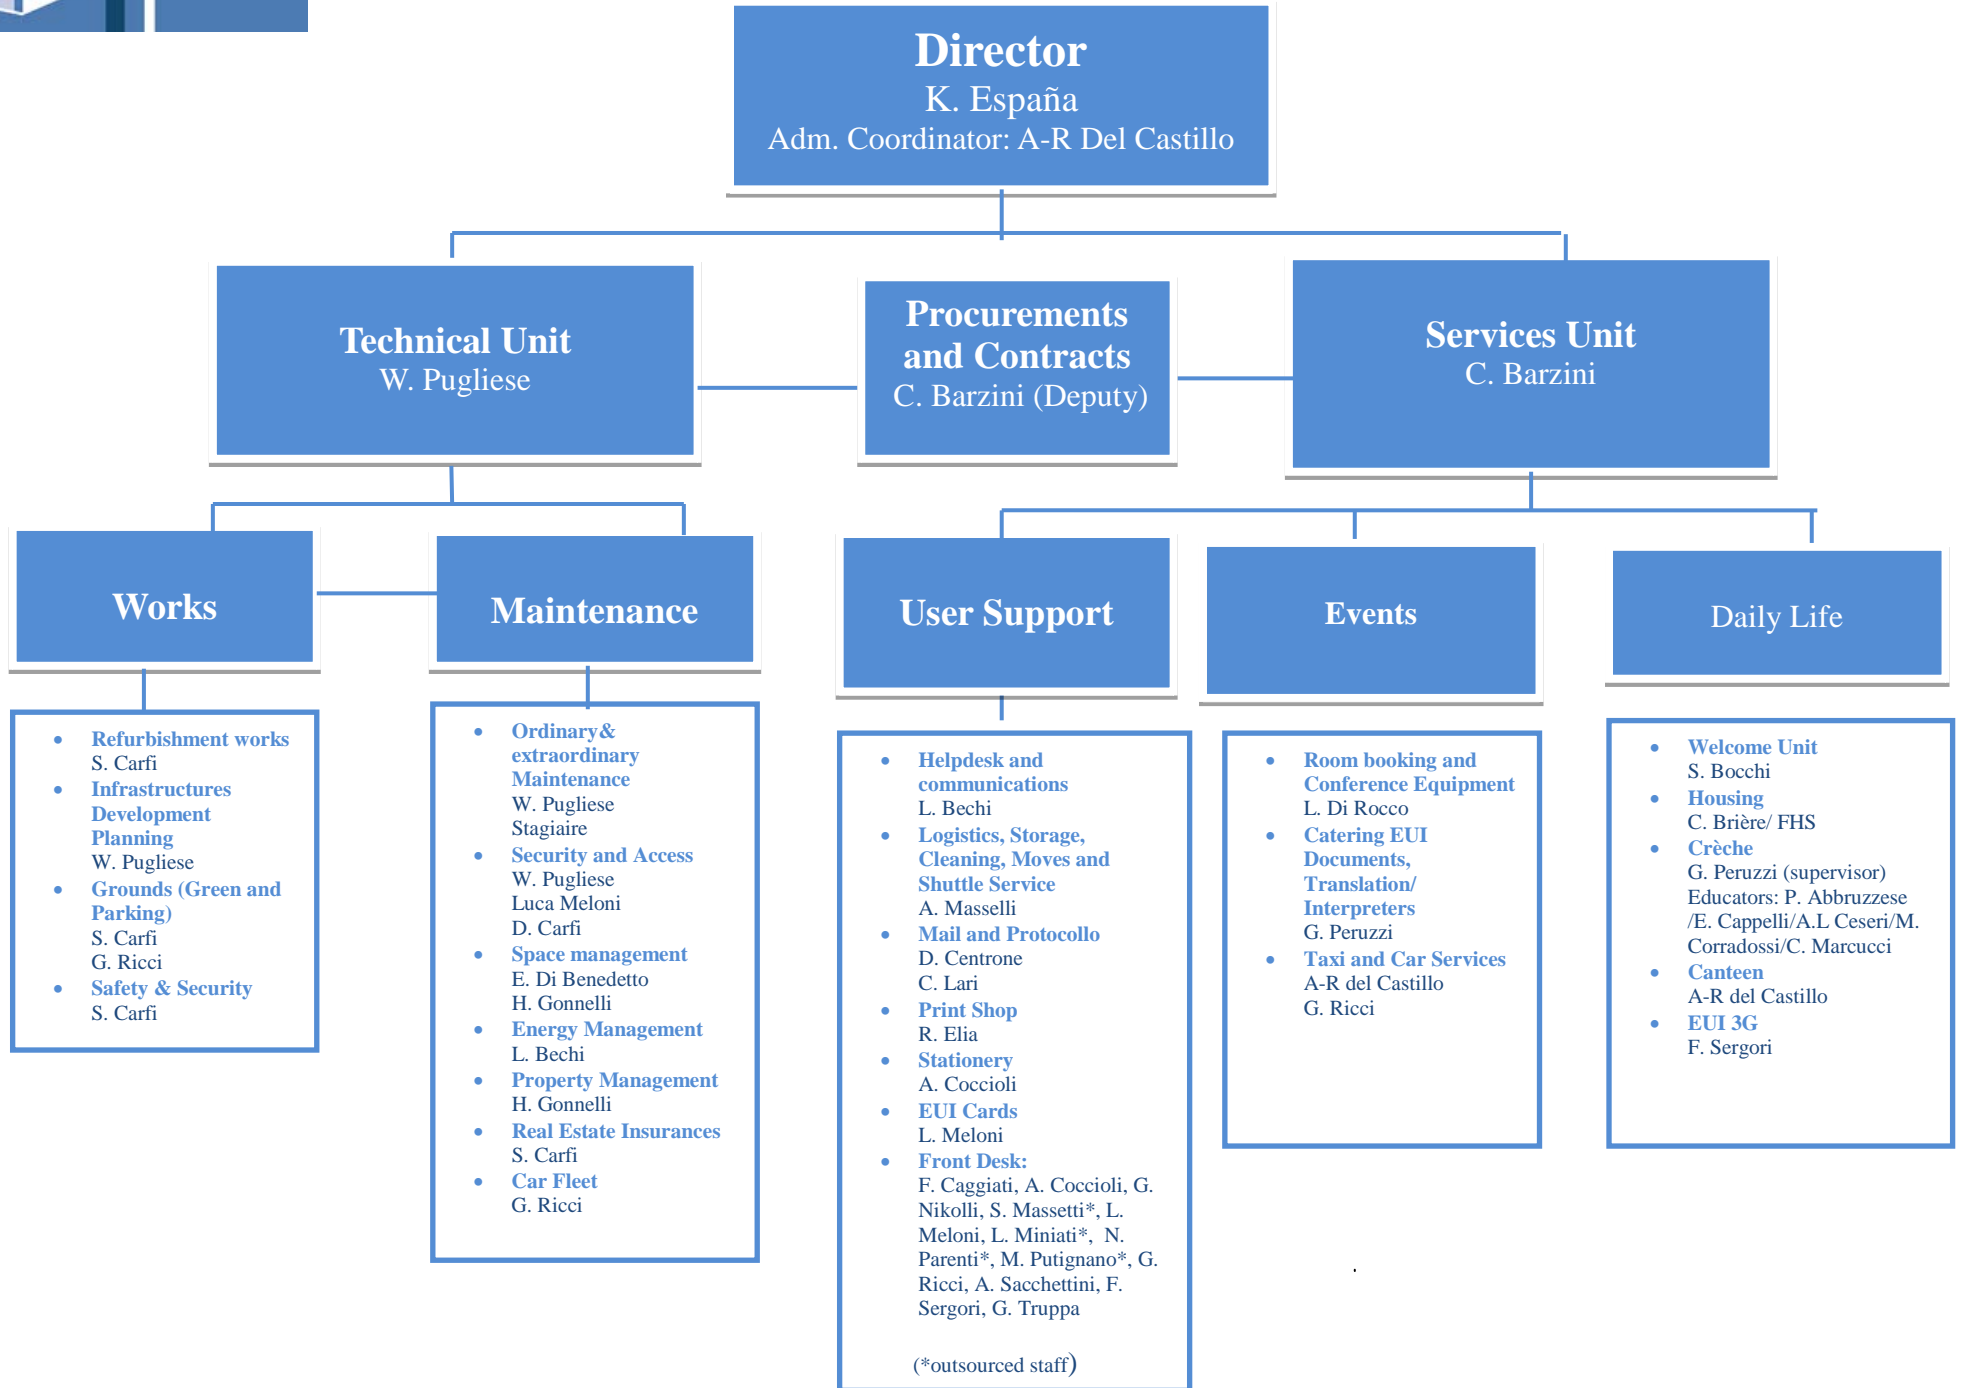 Director
K. España
Adm. Coordinator: A-R Del Castillo
Technical Unit
W. Pugliese
Procurements
and Contracts
C. Barzini (Deputy)
Services Unit
C. Barzini
Works
Maintenance
User Support
Events
Daily Life
• Refurbishment works
S. Carfi
• Infrastructures
Development
Planning
W. Pugliese
• Grounds (Green and
Parking)
S. Carfi
G. Ricci
• Safety & Security
S. Carfi
• Ordinary&
extraordinary
Maintenance
W. Pugliese
Stagiaire
• Security and Access
W. Pugliese
Luca Meloni
D. Carfi
• Space management
E. Di Benedetto
H. Gonnelli
• Energy Management
L. Bechi
• Property Management
H. Gonnelli
• Real Estate Insurances
S. Carfi
• Car Fleet
G. Ricci
• Helpdesk and
communications
L. Bechi
• Logistics, Storage,
Cleaning, Moves and
Shuttle Service
A. Masselli
• Mail and Protocollo
D. Centrone
C. Lari
• Print Shop
R. Elia
• Stationery
A. Coccioli
• EUI Cards
L. Meloni
• Front Desk:
F. Caggiati, A. Coccioli, G.
Nikolli, S. Massetti*, L.
Meloni, L. Miniati*, N.
Parenti*, M. Putignano*, G.
Ricci, A. Sacchettini, F.
Sergori, G. Truppa
(*outsourced staff)
• Room booking and
Conference Equipment
L. Di Rocco
• Catering EUI
Documents,
Translation/
Interpreters
G. Peruzzi
• Taxi and Car Services
A-R del Castillo
G. Ricci
• Welcome Unit
S. Bocchi
• Housing
C. Brière/ FHS
• Crèche
G. Peruzzi (supervisor)
Educators: P. Abbruzzese
/E. Cappelli/A.L Ceseri/M.
Corradossi/C. Marcucci
• Canteen
A-R del Castillo
• EUI 3G
F. Sergori
.